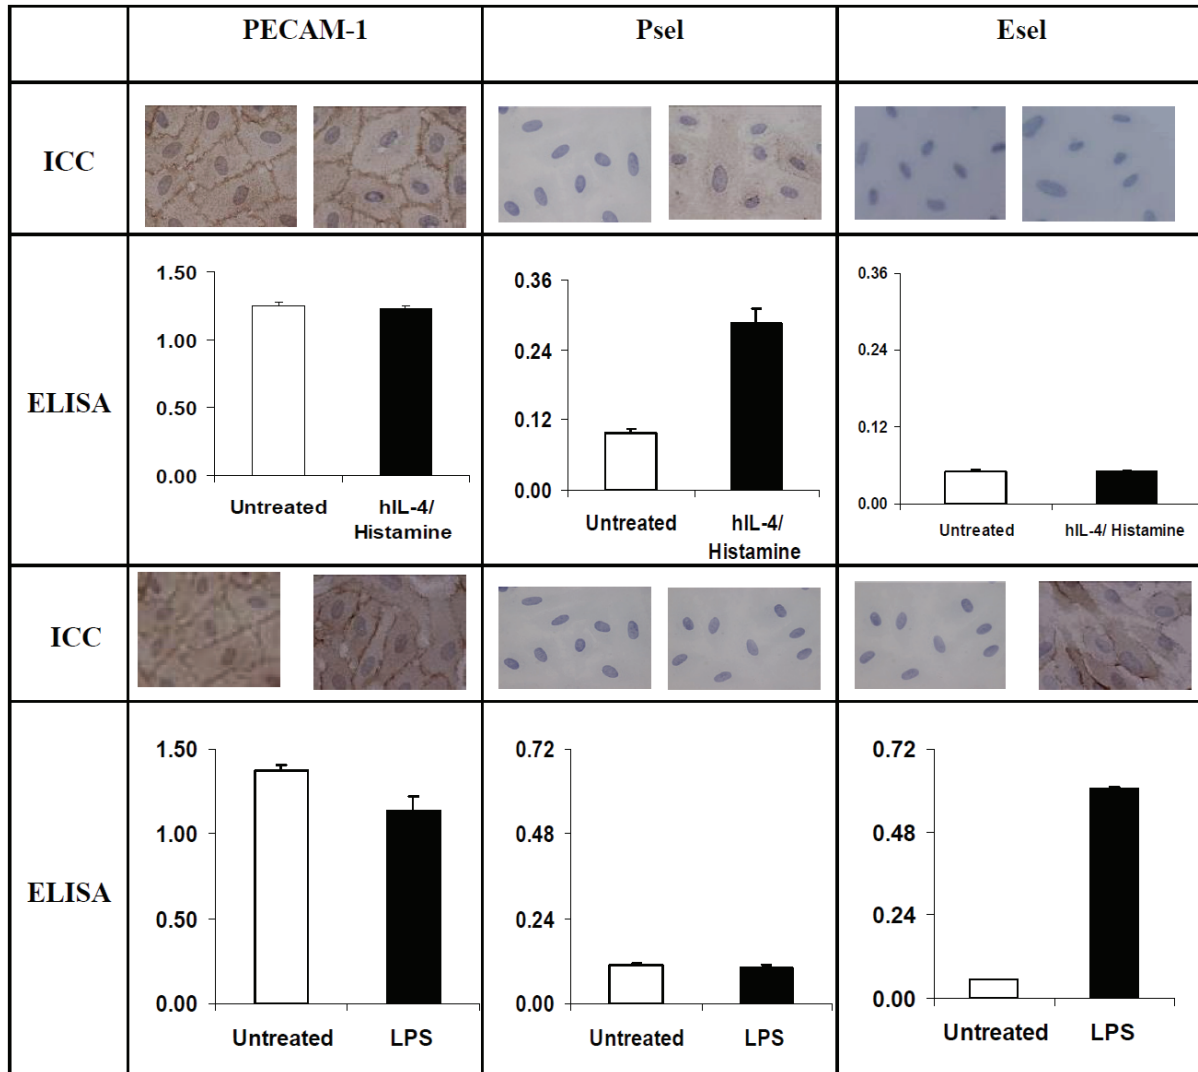 PECAM-1
Psel
Esel
ICC
ELISA
1.50
1.00
0.50
0.00
Untreated
hIL-4/
Histamine
0.36
0.24
0.12
0.00
Untreated
hIL-4/
Histamine
0.36
0.24
0.12
0.00
Untreated
hIL-4/ Histamine
ICC
ELISA
1.50
1.00
0.50
0.00
Untreated
LPS
0.72
0.48
0.24
0.00
Untreated
LPS
0.72
0.48
0.24
0.00
Untreated
LPS